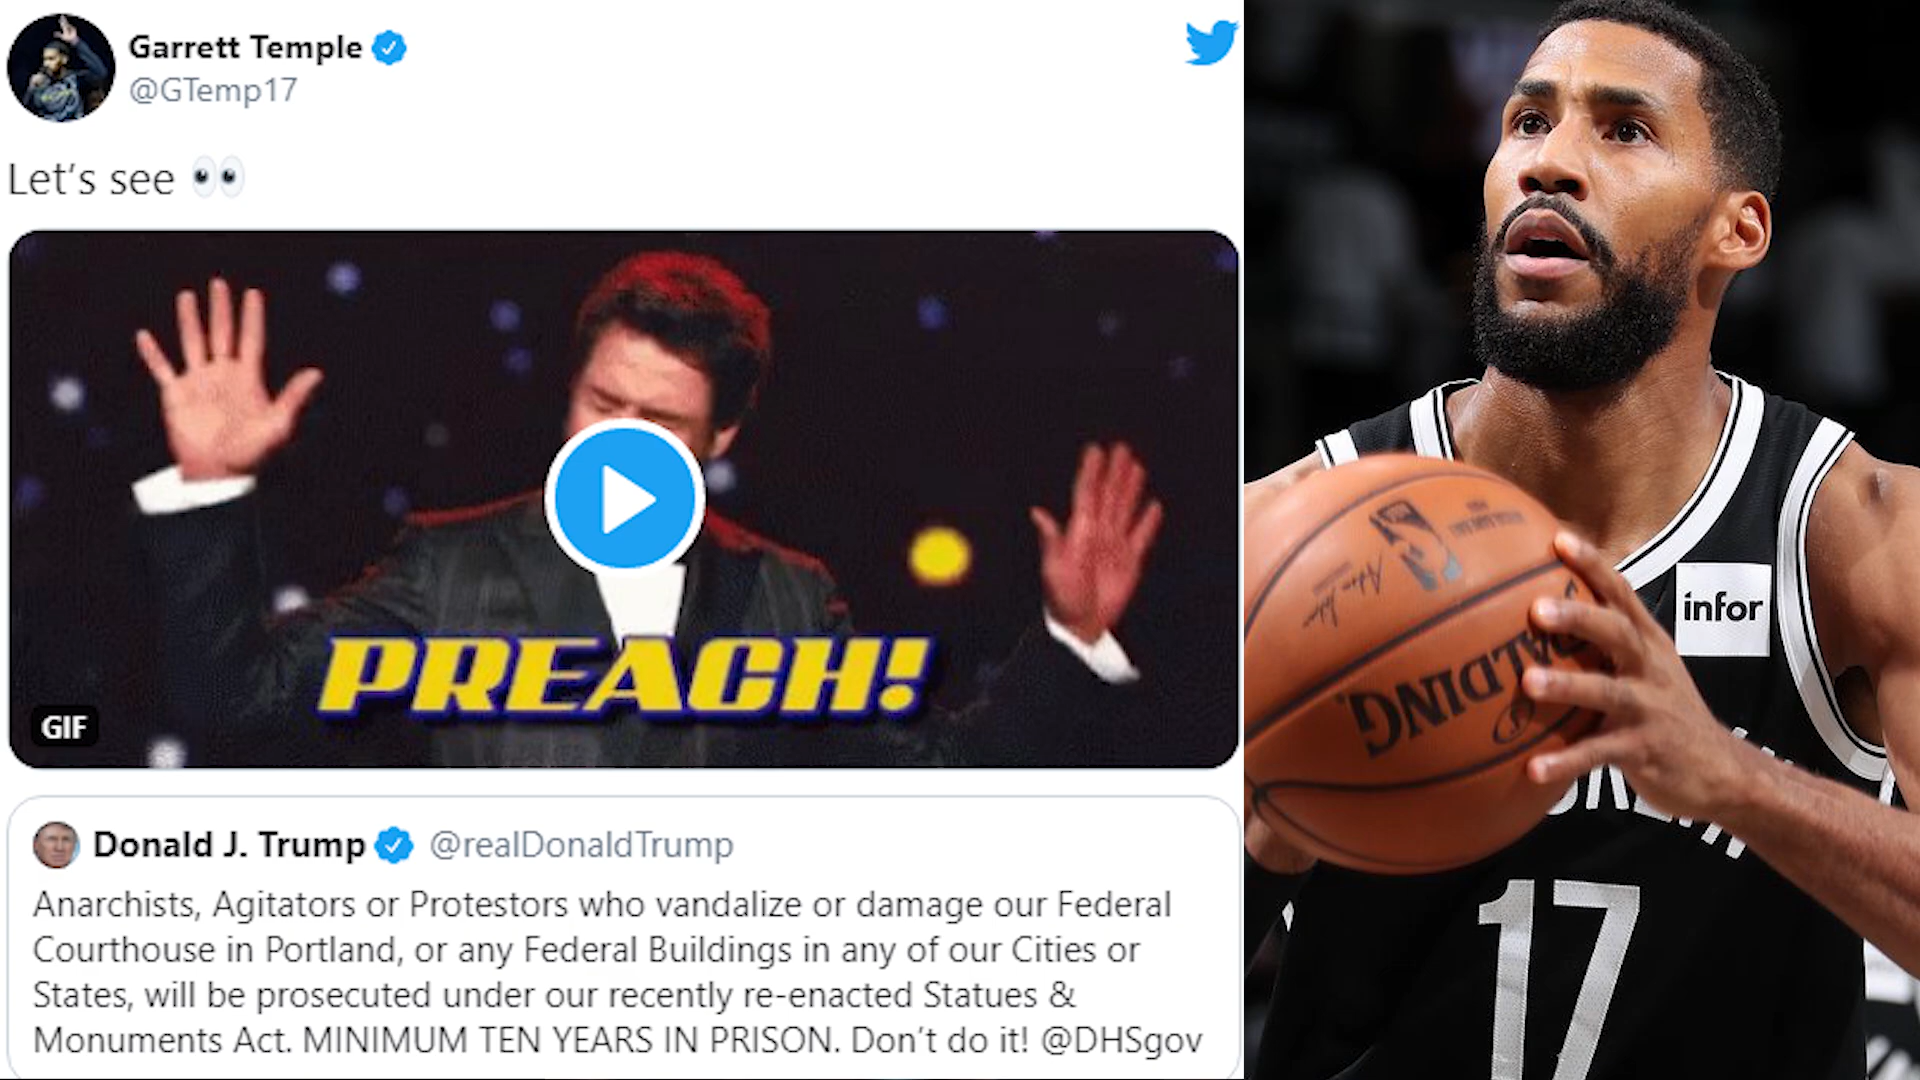 Garrett Temple
@GTemp17
Let's see 👀
PREACH!
GIF
Donald J. Trump @realDonaldTrump
Anarchists, Agitators or Protestors who vandalize or damage our Federal
Courthouse in Portland, or any Federal Buildings in any of our Cities or
States, will be prosecuted under our recently re-enacted Statues &
Monuments Act. MINIMUM TEN YEARS IN PRISON. Don't do it! @DHSgov
infor
SPALDING
17